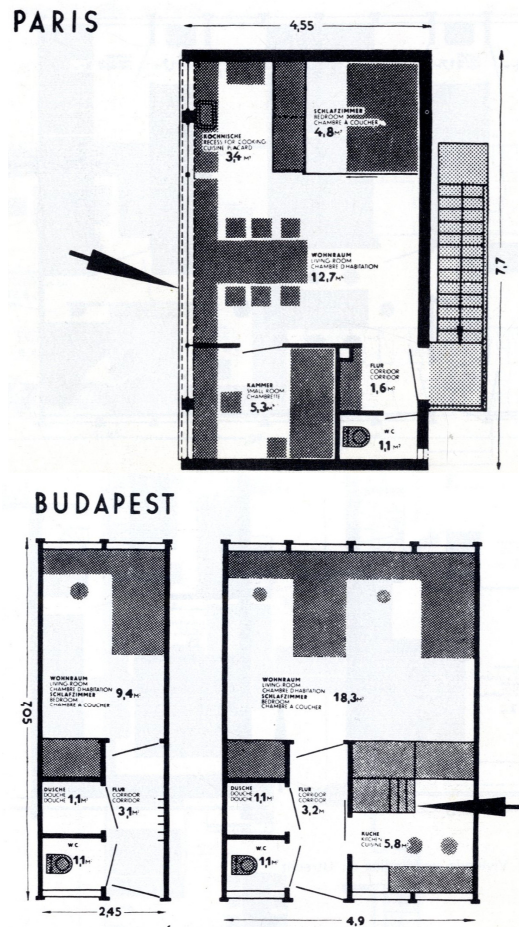 PARIS
4,55
SCHLAFZIMMER
BEDROOM
CHAMBRE A COUCHER
4,8 M²
KOCHNISCHE
RECESS FOR COOKING
CUISINE PLACARD
3,4 M²
WOHNRAUM
LIVING ROOM
CHAMBRE D'HABITATION
12,7 M²
7,7
KAMMER
SMALL ROOM
CHAMBRETTE
5,3 M²
FLUR
CORRIDOR
CORRIDOR
1,6 M²
W C
1,1 M²
BUDAPEST
7,05
WOHNRAUM
LIVING ROOM
CHAMBRE D'HABITATION
SCHLAFZIMMER
BEDROOM
CHAMBRE A COUCHER
9,4 M²
DUSCHE
DOUCHE
DOUCHE
1,1 M²
FLUR
CORRIDOR
CORRIDOR
3,1 M²
W C
1,1 M²
2,45
WOHNRAUM
LIVING ROOM
CHAMBRE D'HABITATION
SCHLAFZIMMER
BEDROOM
CHAMBRE A COUCHER
18,3 M²
DUSCHE
DOUCHE
DOUCHE
1,1 M²
FLUR
CORRIDOR
CORRIDOR
3,2 M²
KUCHE
KITCHEN
CUISINE
5,8 M²
W C
1,1 M²
4,9